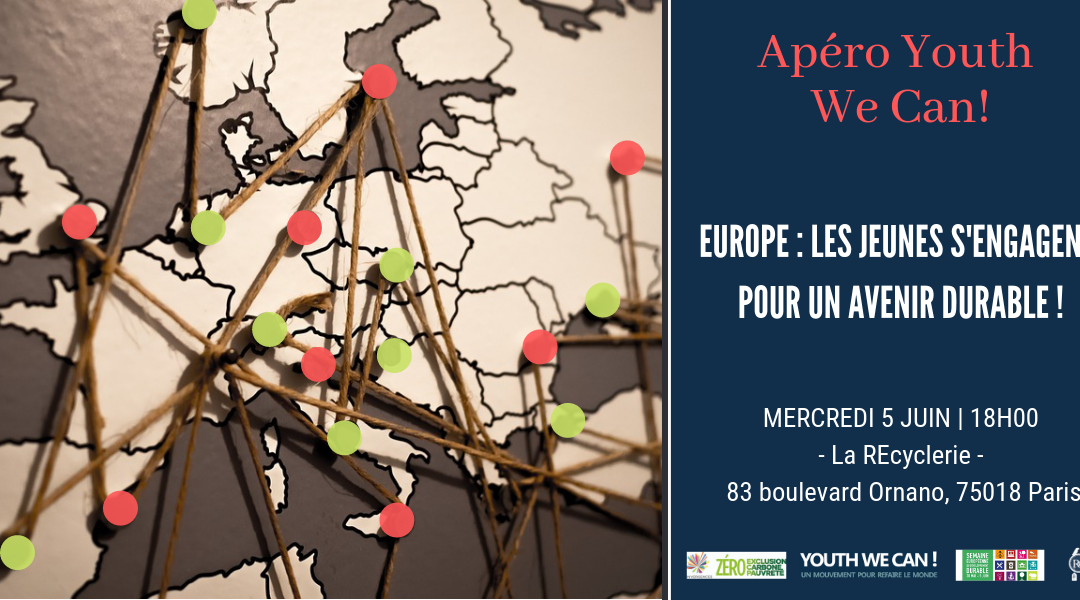 Apéro Youth
We Can!
EUROPE : LES JEUNES S'ENGAGEN
POUR UN AVENIR DURABLE !
MERCREDI 5 JUIN | 18H00
- La REcyclerie -
83 boulevard Ornano, 75018 Paris
ZÉRO EXCLUSION CARBONE PAUVRETÉ
YOUTH WE CAN !
UN MOUVEMENT POUR REFAIRE LE MONDE
SEMAINE
EUROPÉENNE
DURABLE